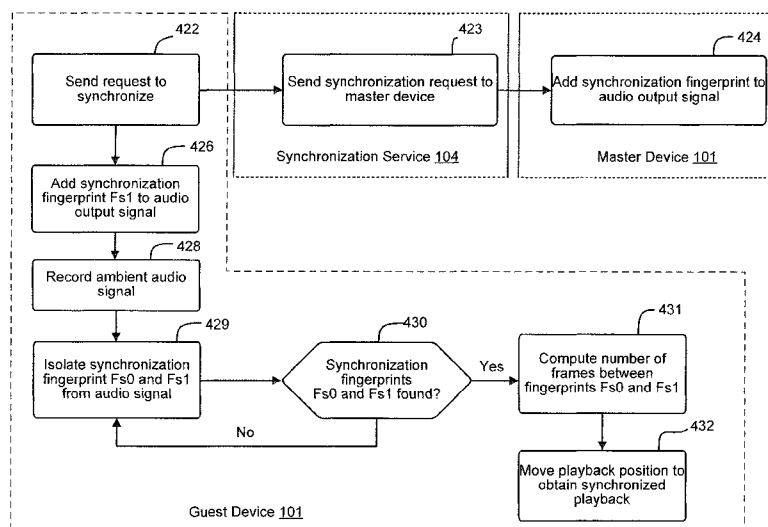 422
Send request to
synchronize
423
Send synchronization request to
master device
Synchronization Service 104
424
Add synchronization fingerprint to
audio output signal
Master Device 101
426
Add synchronization
fingerprint Fs1 to audio
output signal
428
Record ambient audio
signal
429
Isolate synchronization
fingerprint Fs0 and Fs1
from audio signal
430
Synchronization
fingerprints
Fs0 and Fs1 found?
Yes
No
431
Compute number of
frames between
fingerprints Fs0 and Fs1
432
Move playback position to
obtain synchronized
playback
Guest Device 101